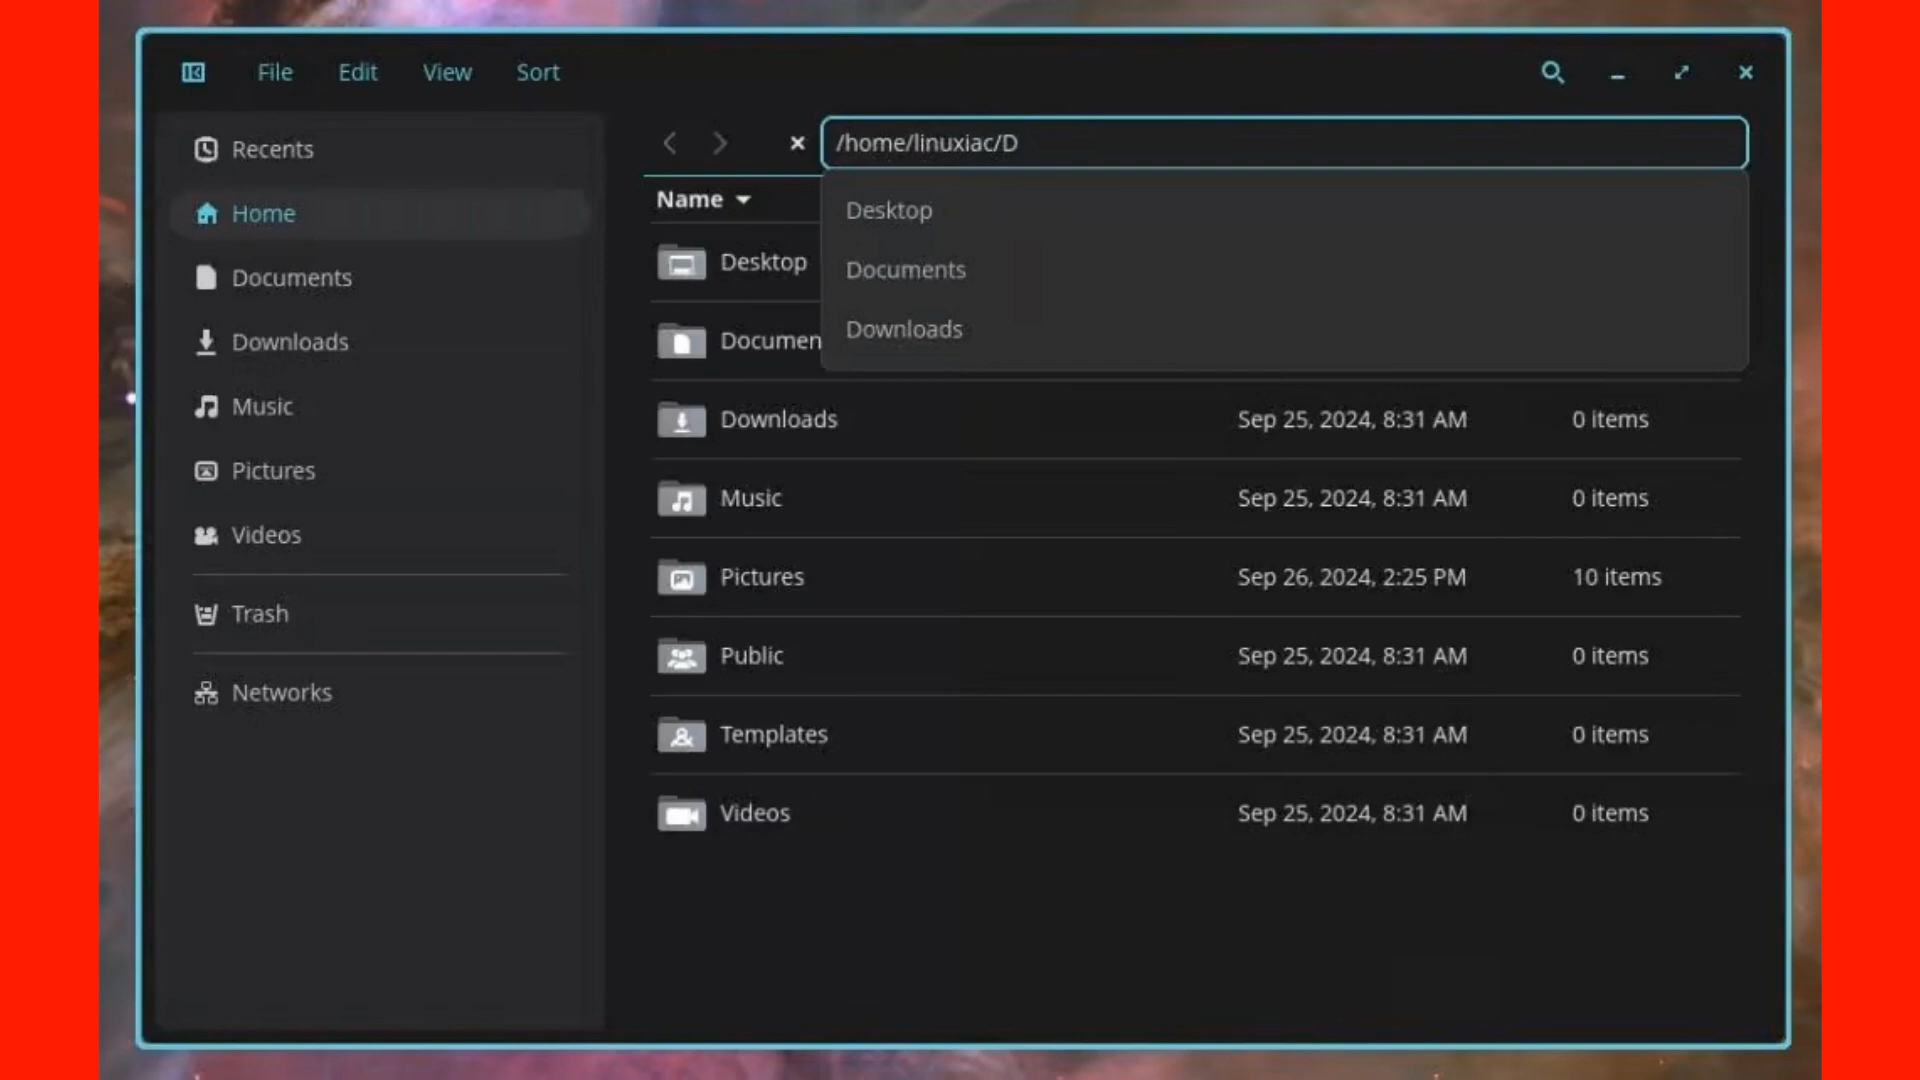 File Edit View Sort
Recents
Home
Documents
Downloads
Music
Pictures
Videos
Trash
Networks
/home/linuxiac/D
Desktop
Documents
Downloads
Name
Desktop
Documen
Downloads Sep 25, 2024, 8:31 AM 0 items
Music Sep 25, 2024, 8:31 AM 0 items
Pictures Sep 26, 2024, 2:25 PM 10 items
Public Sep 25, 2024, 8:31 AM 0 items
Templates Sep 25, 2024, 8:31 AM 0 items
Videos Sep 25, 2024, 8:31 AM 0 items